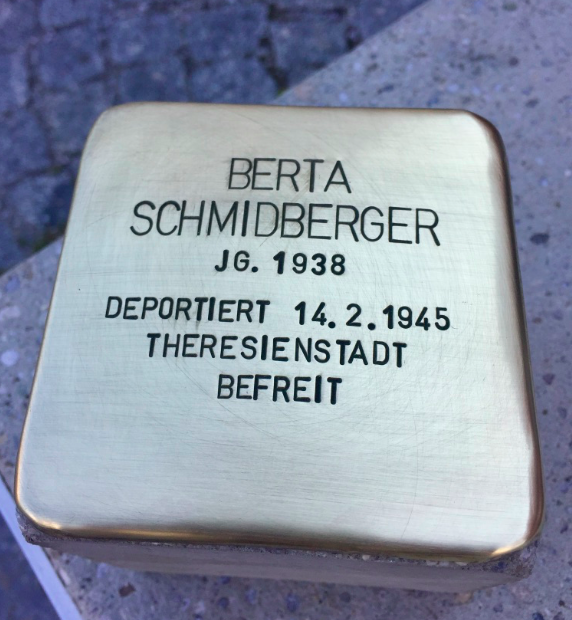 BERTA
SCHMIDBERGER
JG. 1938
DEPORTIERT 14.2.1945
THERESIENSTADT
BEFREIT